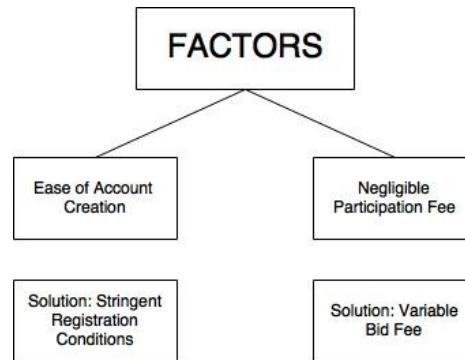 FACTORS
Ease of Account
Creation
Negligible
Participation Fee
Solution: Stringent
Registration
Conditions
Solution: Variable
Bid Fee